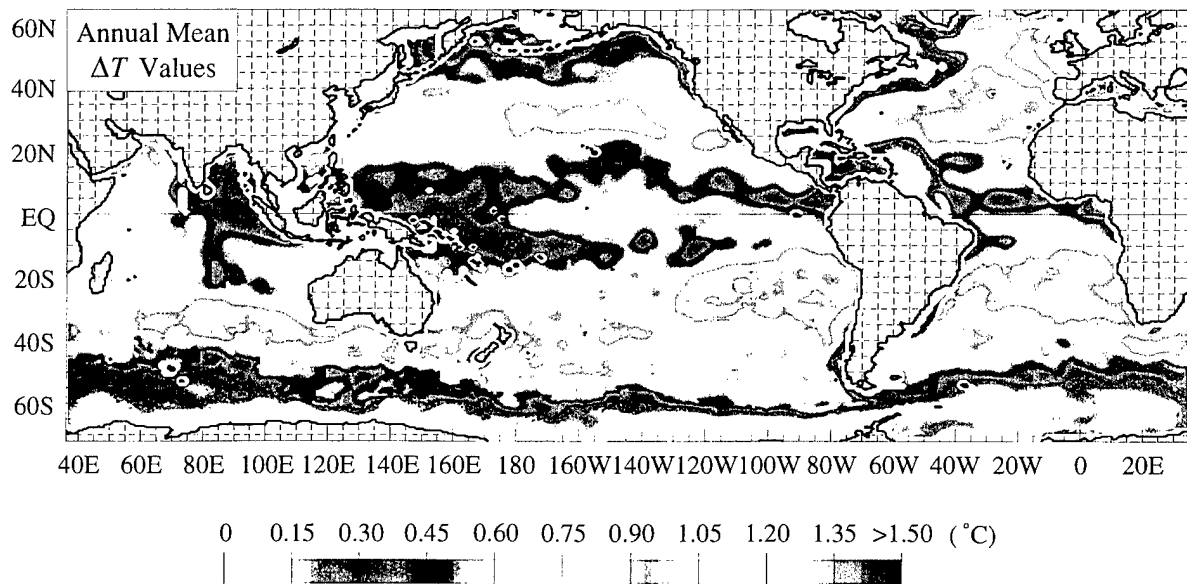 Annual Mean
ΔT Values
60N
40N
20N
EQ
20S
40S
60S
40E 60E 80E 100E 120E 140E 160E 180 160W 140W 120W 100W 80W 60W 40W 20W 0 20E
0 0.15 0.30 0.45 0.60 0.75 0.90 1.05 1.20 1.35 >1.50 (°C)